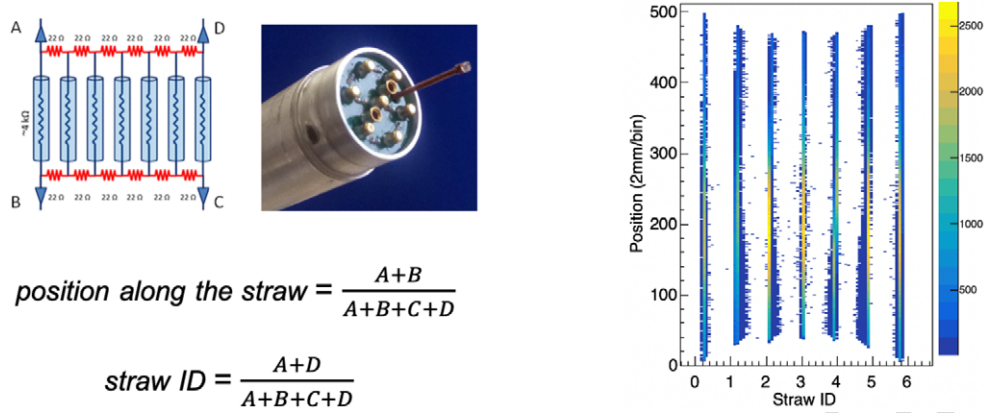 A
D
22 Ω 22 Ω 22 Ω 22 Ω 22 Ω 22 Ω
~4 kΩ
B
C
22 Ω 22 Ω 22 Ω 22 Ω 22 Ω 22 Ω
position along the straw = A+B / A+B+C+D
straw ID = A+D / A+B+C+D
Position (2mm/bin)
500
400
300
200
100
0
0 1 2 3 4 5 6
Straw ID
2500
2000
1500
1000
500